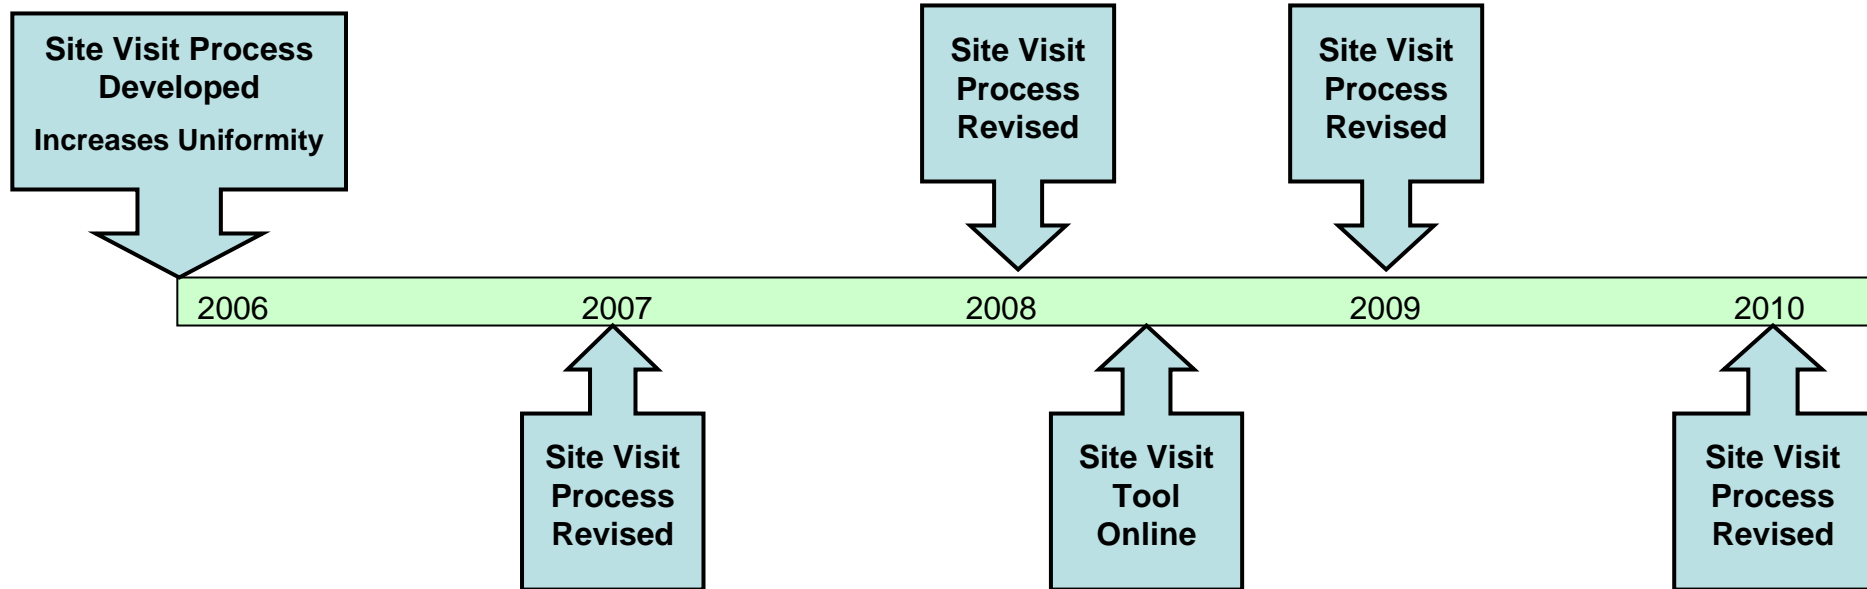 Site Visit Process
Developed
Increases Uniformity
Site Visit
Process
Revised
Site Visit
Process
Revised
2006
2007
2008
2009
2010
Site Visit
Process
Revised
Site Visit
Tool
Online
Site Visit
Process
Revised